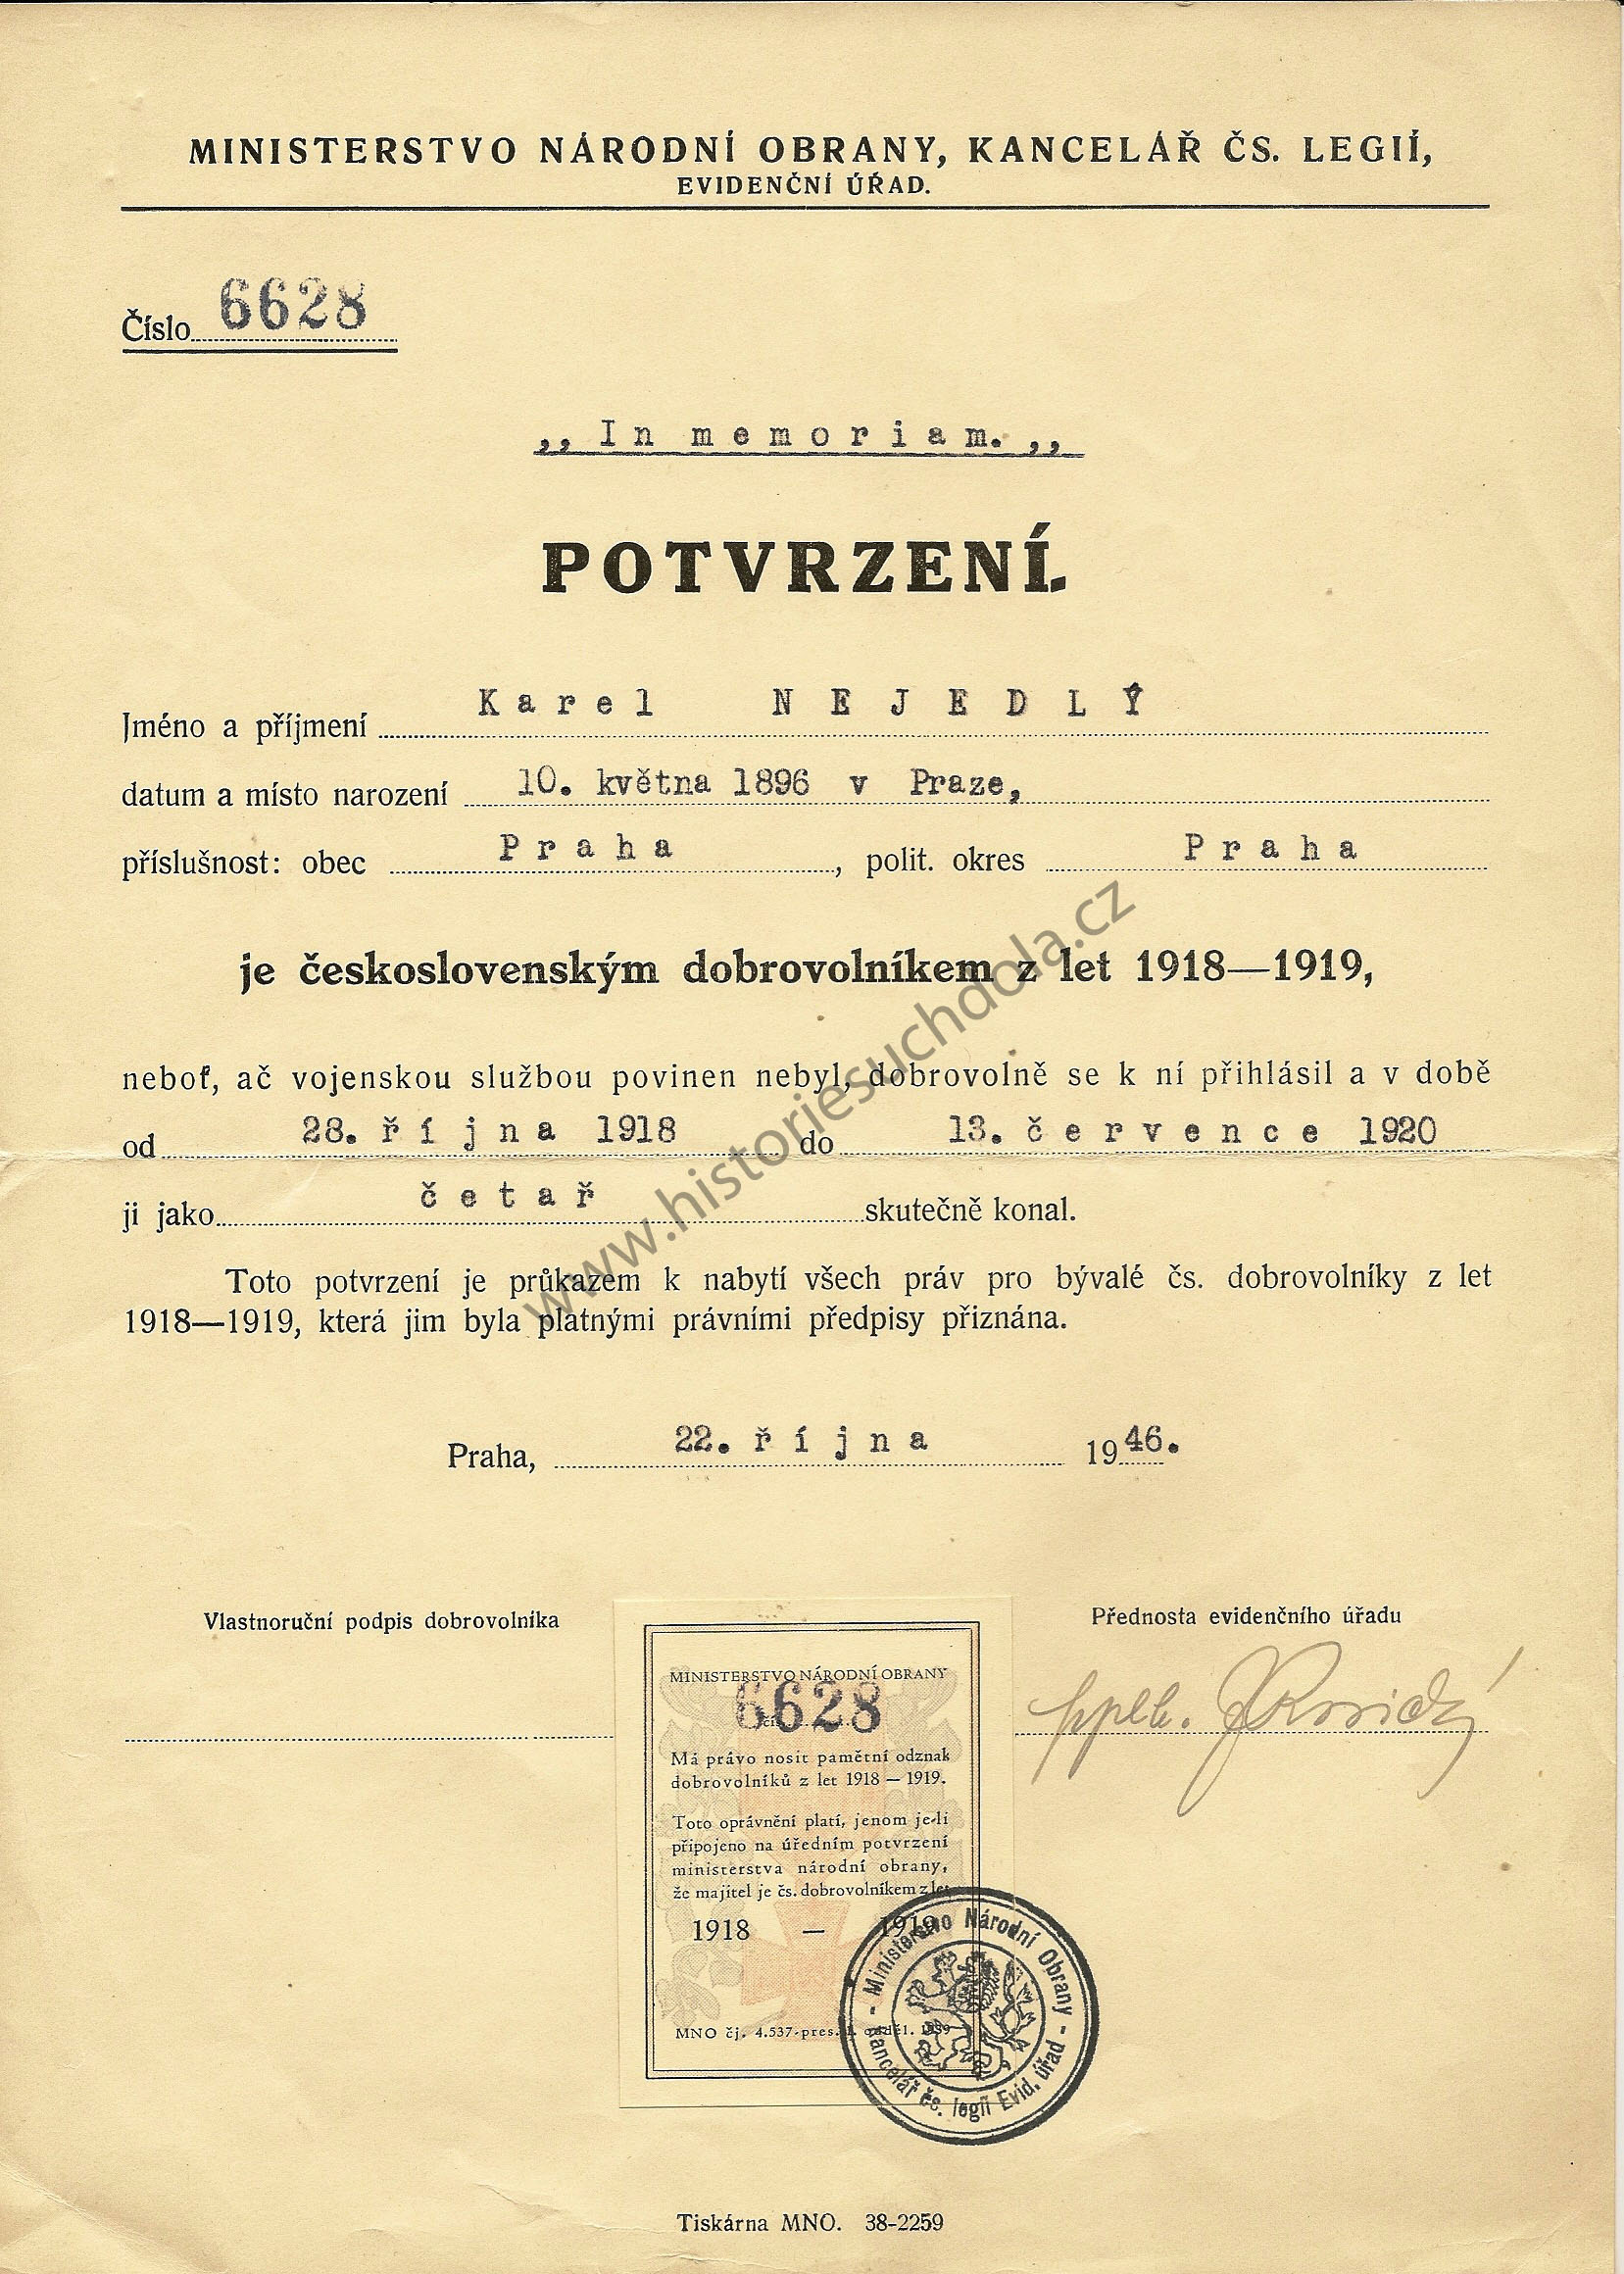 MINISTERSTVO NÁRODNÍ OBRANY, KANCELÁŘ ČS. LEGIÍ,
EVIDENČNÍ ÚŘAD.
Číslo 6628
,,In memoriam.,,
POTVRZENÍ.
Jméno a příjmení Karel NEJEDLÝ
datum a místo narození 10. května 1896 v Praze,
příslušnost: obec Praha, polit. okres Praha
je československým dobrovolníkem z let 1918—1919,
neboť, ač vojenskou službou povinen nebyl, dobrovolně se k ní přihlásil a v době
od 28. října 1918 do 13. července 1920
ji jako četař skutečně konal.
Toto potvrzení je průkazem k nabytí všech práv pro bývalé čs. dobrovolníky z let
1918—1919, která jim byla platnými právními předpisy přiznána.
www.historiesuchdola.cz
Praha, 22. října 1946.
Vlastnoruční podpis dobrovolníka
Přednosta evidenčního úřadu
MINISTERSTVO NÁRODNÍ OBRANY
6628
Má právo nosit pamětní odznak
dobrovolníků z let 1918 — 1919.
Toto oprávnění platí, jenom je-li
připojeno na úředním potvrzení
ministerstva národní obrany,
že majitel je čs. dobrovolníkem z let
1918 — 1919
MNO čj. 4.537-pres. odděl. 1939
- Ministerstvo Národní Obrany -
Kancelář čs. legií Evid. úřad
Tiskárna MNO. 38-2259